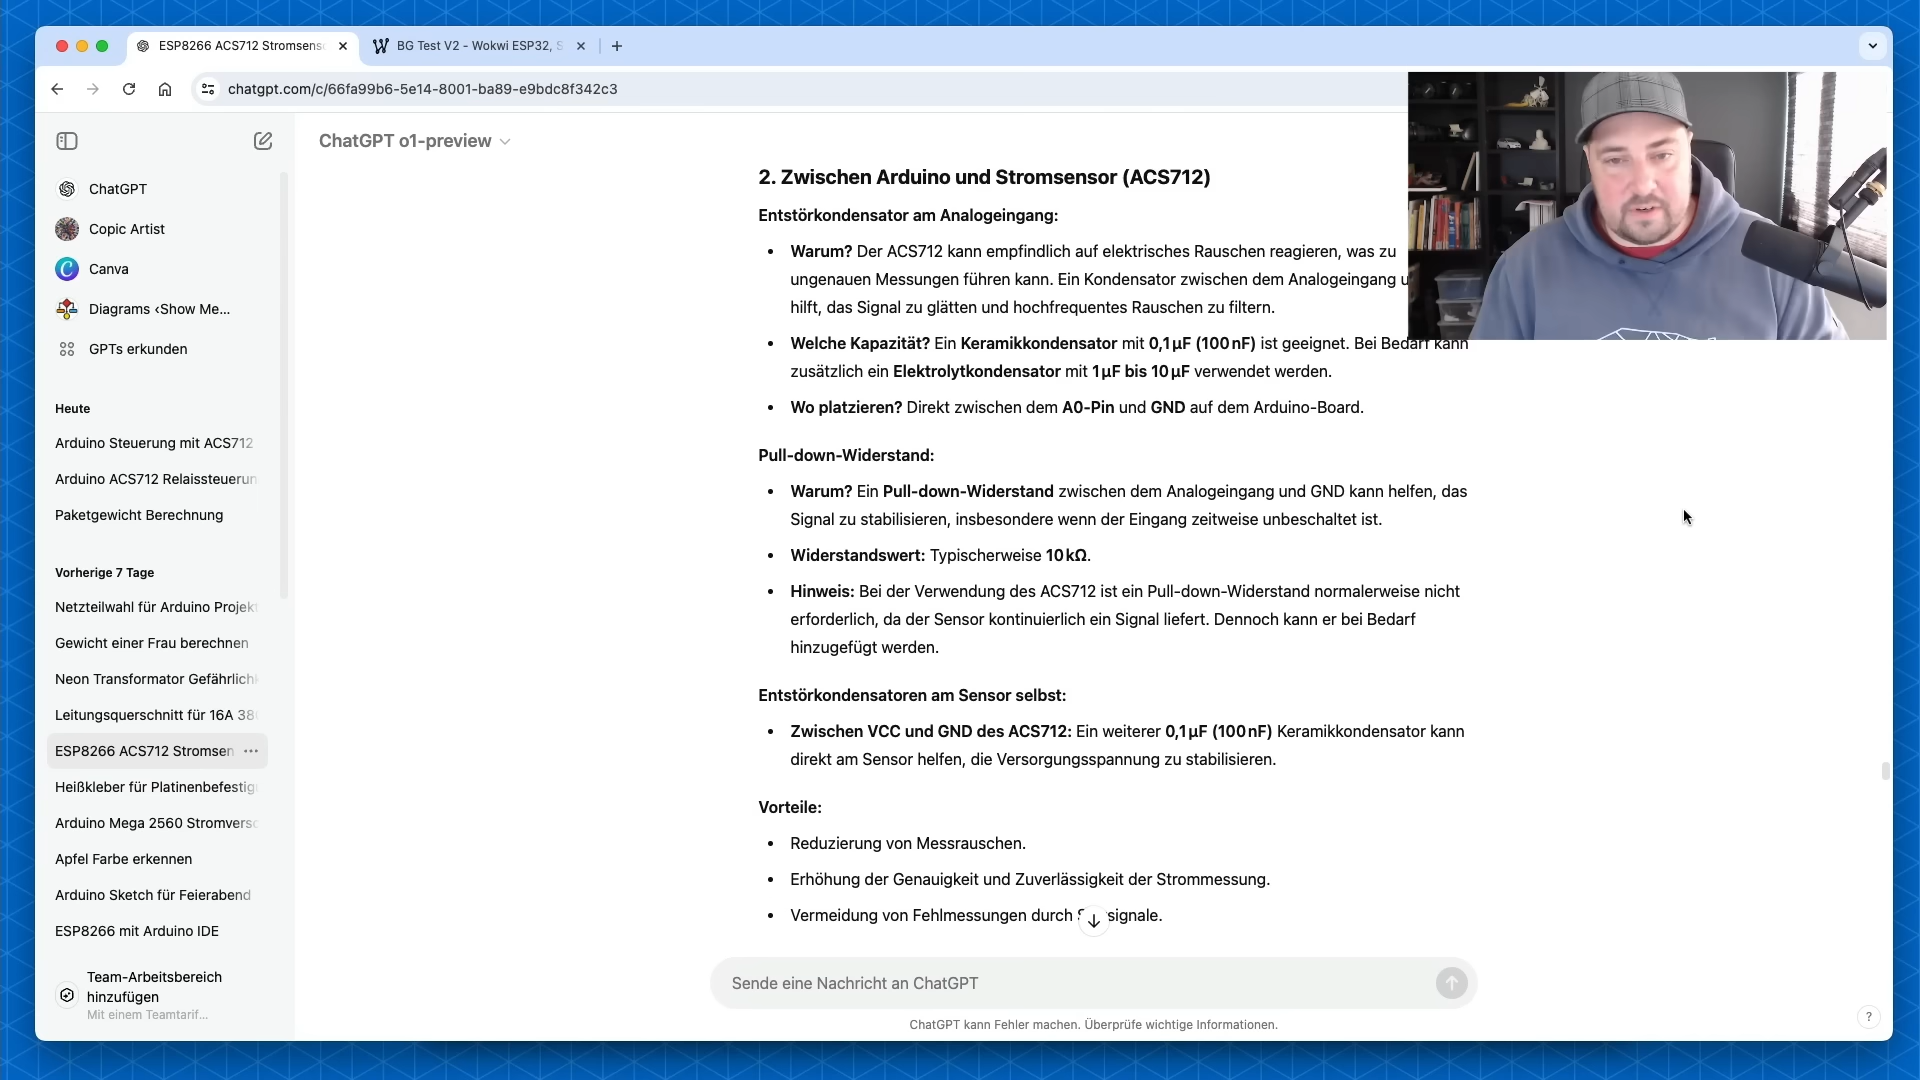 ESP8266 ACS712 Stromsens
BG Test V2 - Wokwi ESP32, S
chatgpt.com/c/66fa99b6-5e14-8001-ba89-e9bdc8f342c3
ChatGPT
Copic Artist
Canva
Diagrams ‹Show Me...
GPTs erkunden
Heute
Arduino Steuerung mit ACS712
Arduino ACS712 Relaissteuerun
Paketgewicht Berechnung
Vorherige 7 Tage
Netzteilwahl für Arduino Projekt
Gewicht einer Frau berechnen
Neon Transformator Gefährlich
Leitungsquerschnitt für 16A 380
ESP8266 ACS712 Stromsen
Heißkleber für Platinenbefestig
Arduino Mega 2560 Stromverso
Apfel Farbe erkennen
Arduino Sketch für Feierabend
ESP8266 mit Arduino IDE
Team-Arbeitsbereich
hinzufügen
Mit einem Teamtarif...
ChatGPT o1-preview
2. Zwischen Arduino und Stromsensor (ACS712)
Entstörkondensator am Analogeingang:
• Warum? Der ACS712 kann empfindlich auf elektrisches Rauschen reagieren, was zu
ungenauen Messungen führen kann. Ein Kondensator zwischen dem Analogeingang u
hilft, das Signal zu glätten und hochfrequentes Rauschen zu filtern.
• Welche Kapazität? Ein Keramikkondensator mit 0,1 µF (100 nF) ist geeignet. Bei Bedarf kann
zusätzlich ein Elektrolytkondensator mit 1 µF bis 10 µF verwendet werden.
• Wo platzieren? Direkt zwischen dem A0-Pin und GND auf dem Arduino-Board.
Pull-down-Widerstand:
• Warum? Ein Pull-down-Widerstand zwischen dem Analogeingang und GND kann helfen, das
Signal zu stabilisieren, insbesondere wenn der Eingang zeitweise unbeschaltet ist.
• Widerstandswert: Typischerweise 10 kΩ.
• Hinweis: Bei der Verwendung des ACS712 ist ein Pull-down-Widerstand normalerweise nicht
erforderlich, da der Sensor kontinuierlich ein Signal liefert. Dennoch kann er bei Bedarf
hinzugefügt werden.
Entstörkondensatoren am Sensor selbst:
• Zwischen VCC und GND des ACS712: Ein weiterer 0,1 µF (100 nF) Keramikkondensator kann
direkt am Sensor helfen, die Versorgungsspannung zu stabilisieren.
Vorteile:
• Reduzierung von Messrauschen.
• Erhöhung der Genauigkeit und Zuverlässigkeit der Strommessung.
• Vermeidung von Fehlmessungen durch S signale.
Sende eine Nachricht an ChatGPT
ChatGPT kann Fehler machen. Überprüfe wichtige Informationen.
?